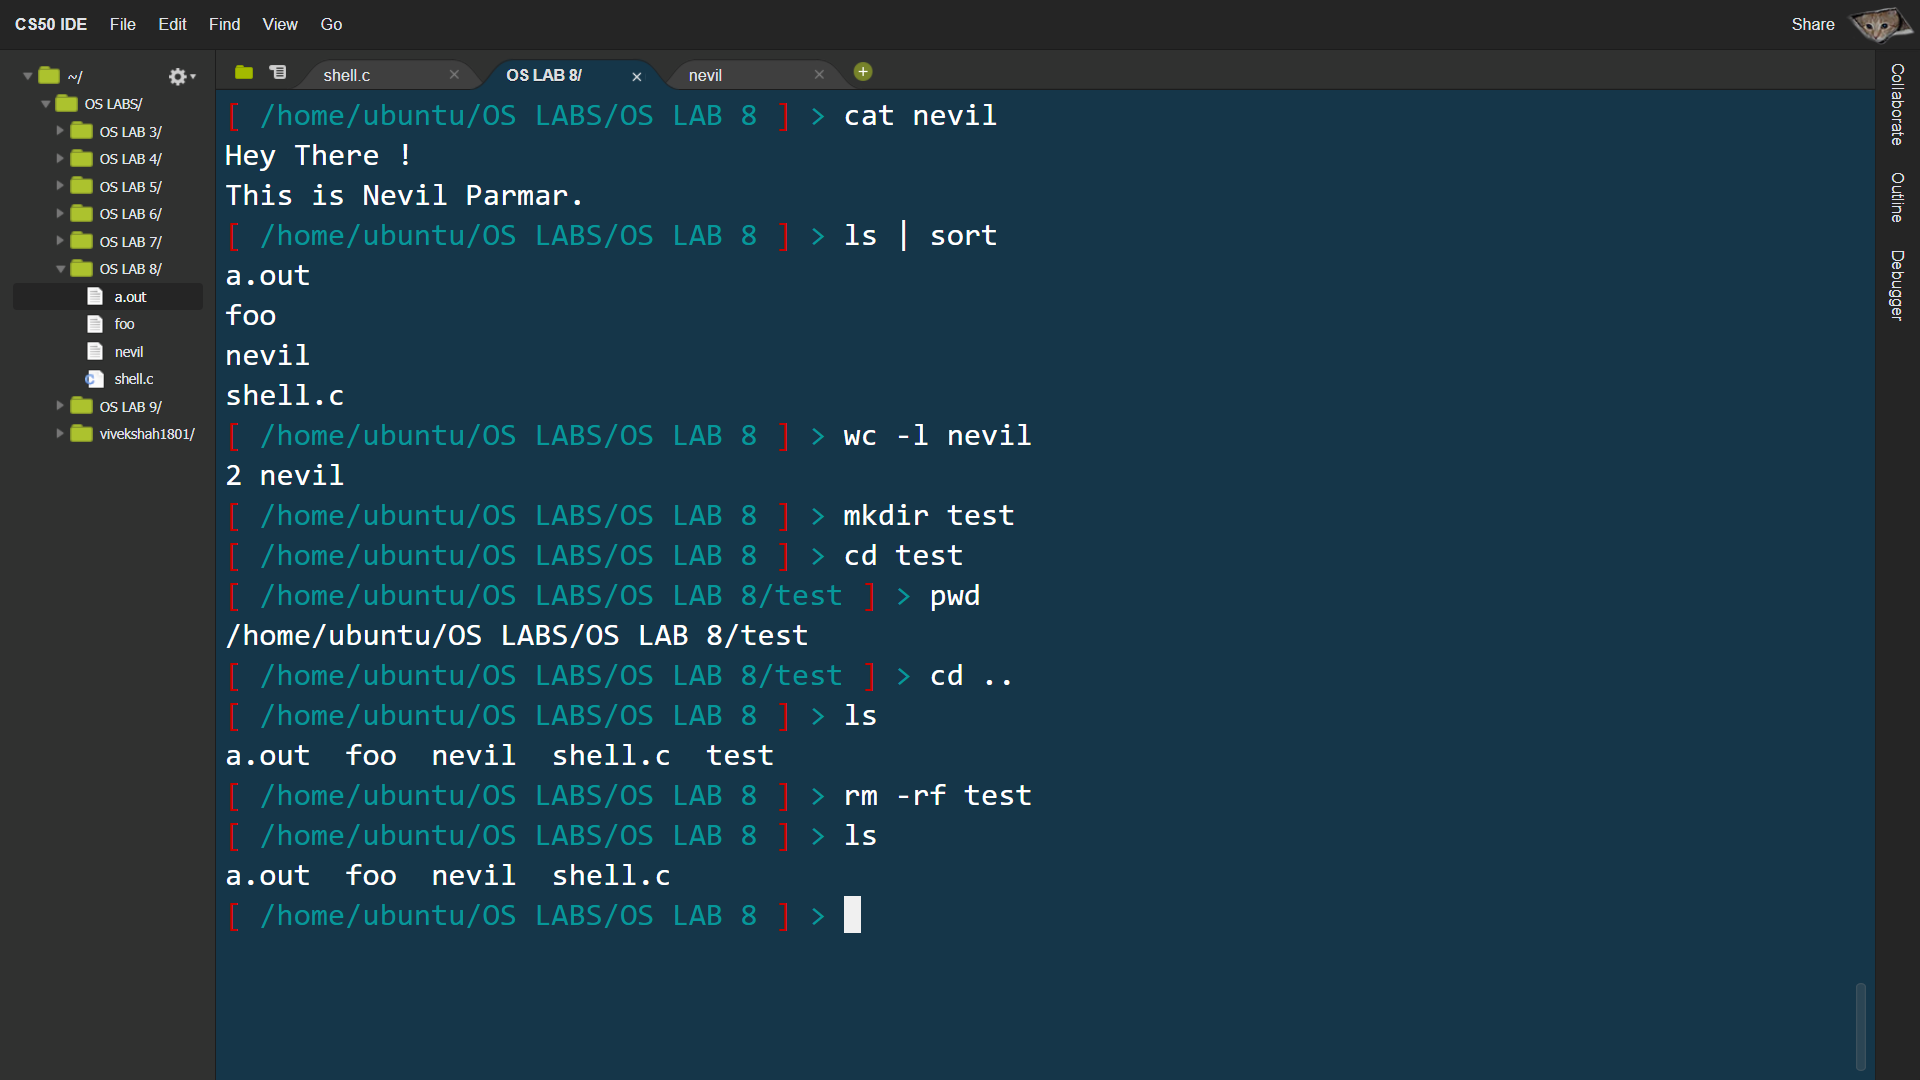 CS50 IDE File Edit Find View Go Share
~/
OS LABS/
OS LAB 3/
OS LAB 4/
OS LAB 5/
OS LAB 6/
OS LAB 7/
OS LAB 8/
a.out
foo
nevil
shell.c
OS LAB 9/
vivekshah1801/
shell.c OS LAB 8/ nevil
[ /home/ubuntu/OS LABS/OS LAB 8 ] > cat nevil
Hey There !
This is Nevil Parmar.
[ /home/ubuntu/OS LABS/OS LAB 8 ] > ls | sort
a.out
foo
nevil
shell.c
[ /home/ubuntu/OS LABS/OS LAB 8 ] > wc -l nevil
2 nevil
[ /home/ubuntu/OS LABS/OS LAB 8 ] > mkdir test
[ /home/ubuntu/OS LABS/OS LAB 8 ] > cd test
[ /home/ubuntu/OS LABS/OS LAB 8/test ] > pwd
/home/ubuntu/OS LABS/OS LAB 8/test
[ /home/ubuntu/OS LABS/OS LAB 8/test ] > cd ..
[ /home/ubuntu/OS LABS/OS LAB 8 ] > ls
a.out  foo  nevil  shell.c  test
[ /home/ubuntu/OS LABS/OS LAB 8 ] > rm -rf test
[ /home/ubuntu/OS LABS/OS LAB 8 ] > ls
a.out  foo  nevil  shell.c
[ /home/ubuntu/OS LABS/OS LAB 8 ] >
Collaborate
Outline
Debugger